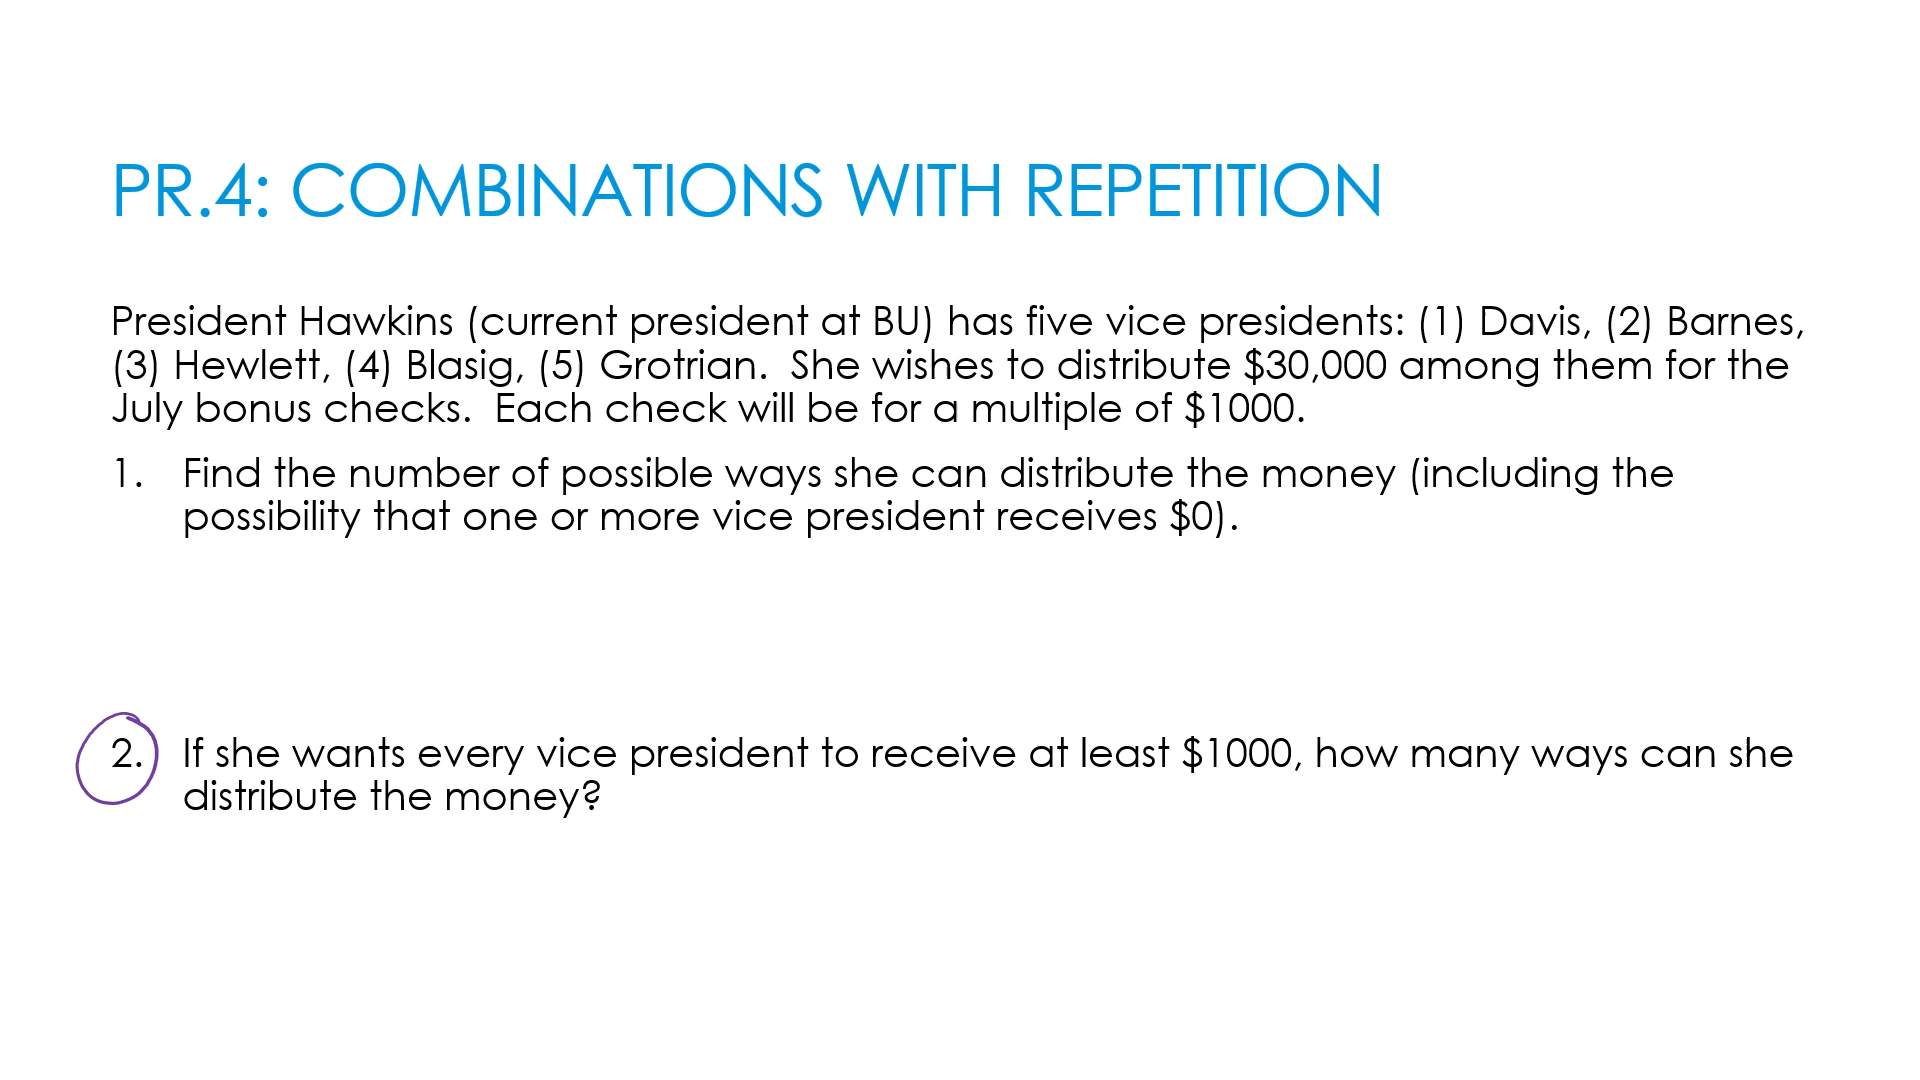 PR.4: COMBINATIONS WITH REPETITION
President Hawkins (current president at BU) has five vice presidents: (1) Davis, (2) Barnes,
(3) Hewlett, (4) Blasig, (5) Grotrian.  She wishes to distribute $30,000 among them for the
July bonus checks.  Each check will be for a multiple of $1000.
1. Find the number of possible ways she can distribute the money (including the
possibility that one or more vice president receives $0).
2. If she wants every vice president to receive at least $1000, how many ways can she
distribute the money?